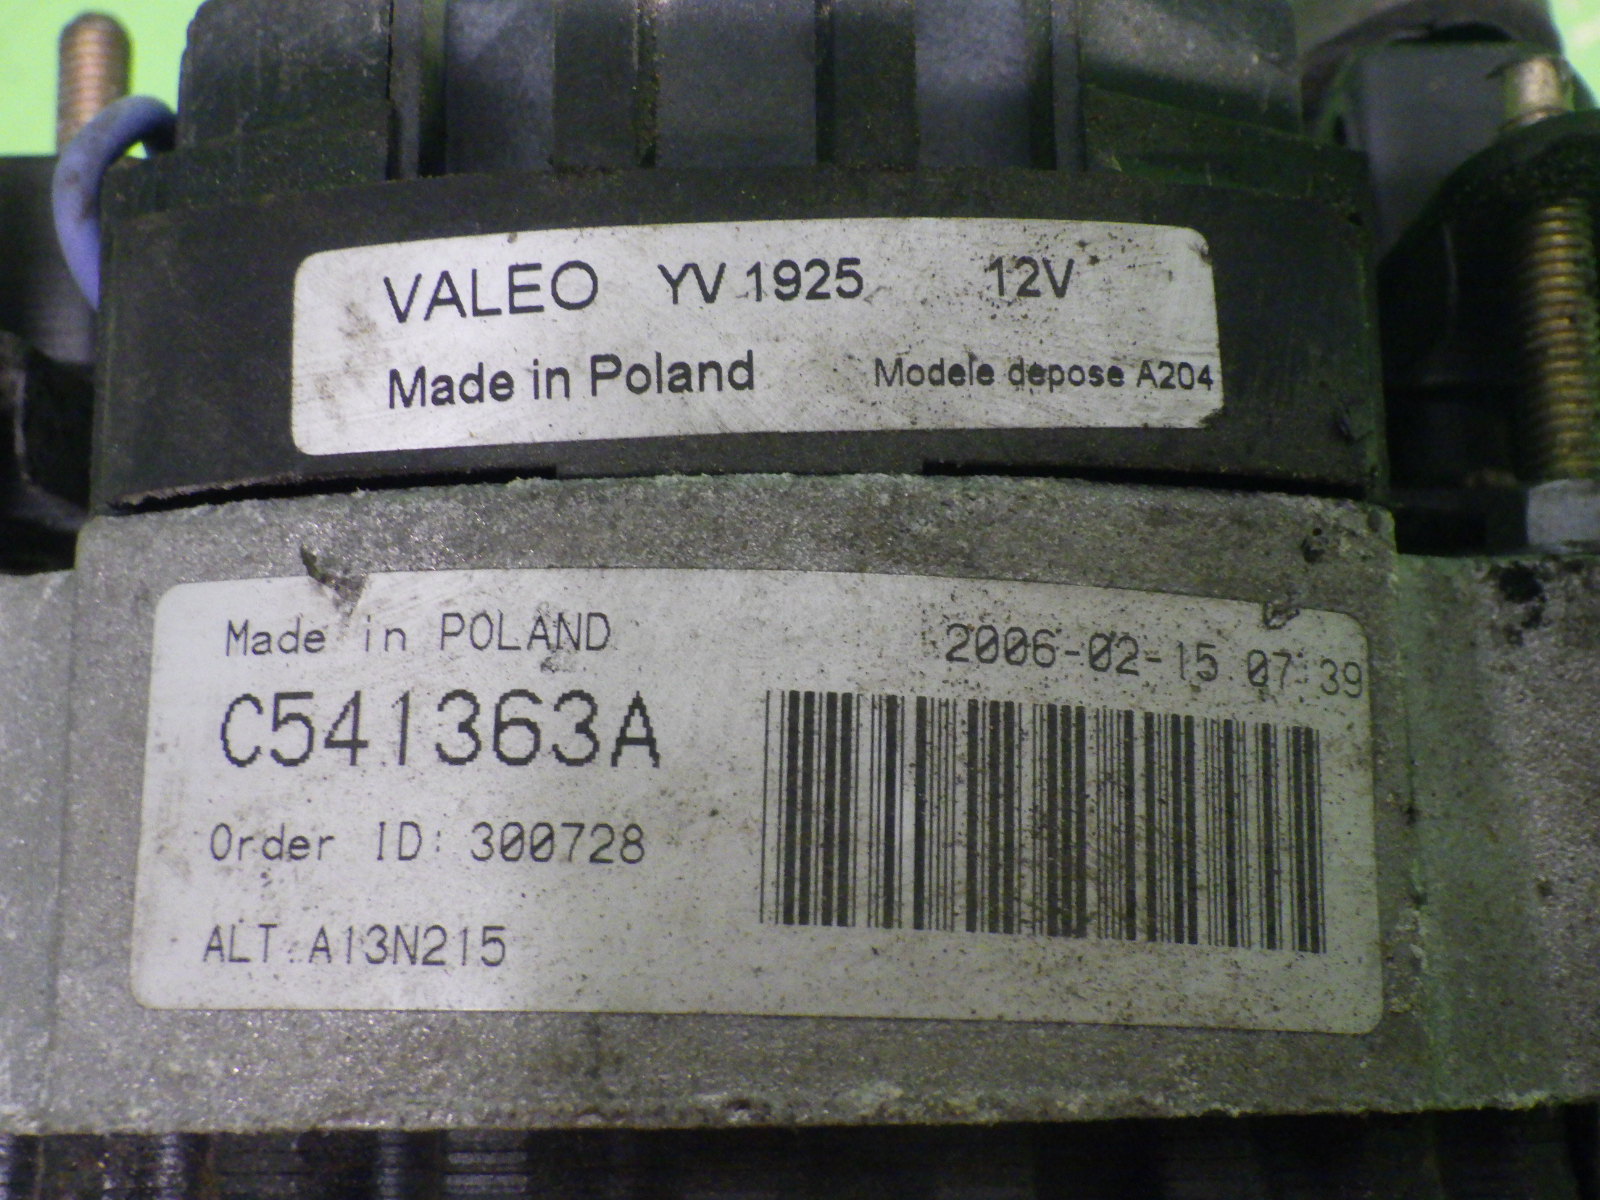 VALEO YV 1925 12V
Made in Poland Modele depose A204
Made in POLAND 2006-02-15 07:39
C541363A
Order ID: 300728
ALT. A13N215